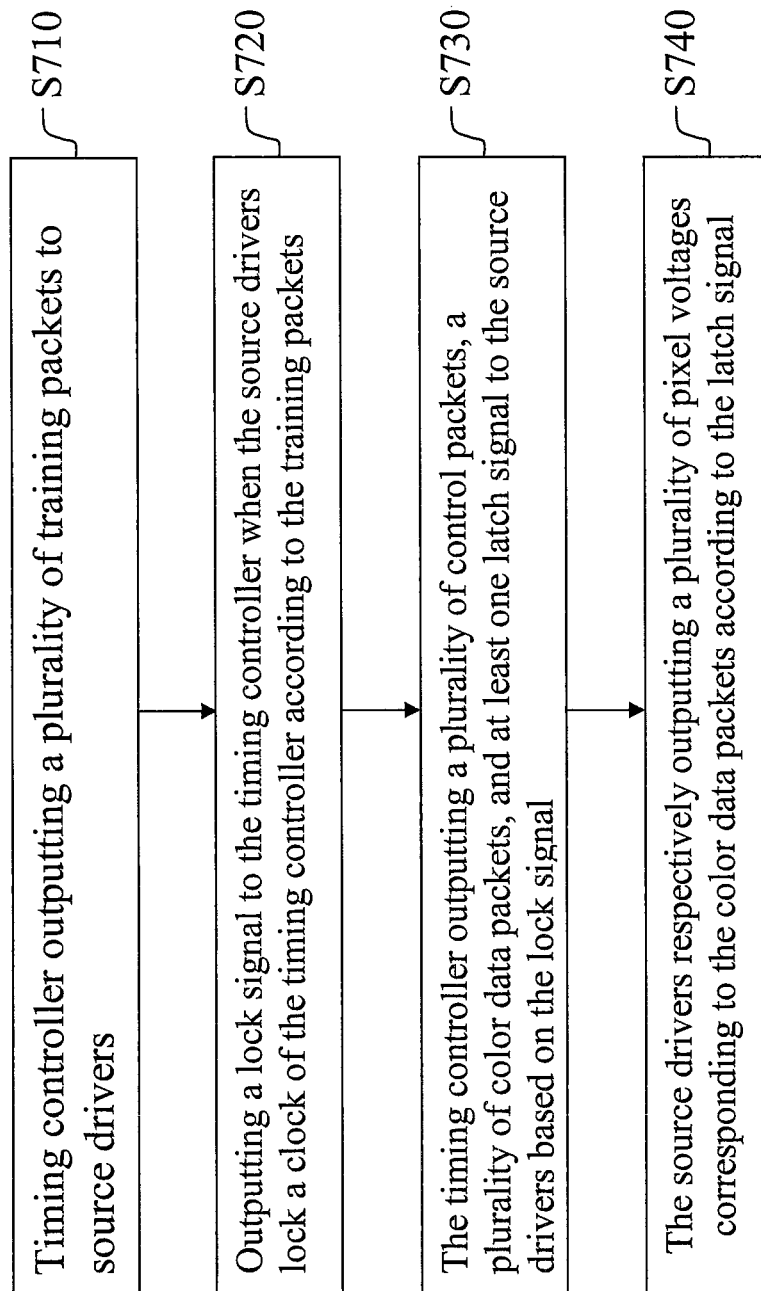 Timing controller outputting a plurality of training packets to
source drivers
S710
Outputting a lock signal to the timing controller when the source drivers
lock a clock of the timing controller according to the training packets
S720
The timing controller outputting a plurality of control packets, a
plurality of color data packets, and at least one latch signal to the source
drivers based on the lock signal
S730
The source drivers respectively outputting a plurality of pixel voltages
corresponding to the color data packets according to the latch signal
S740